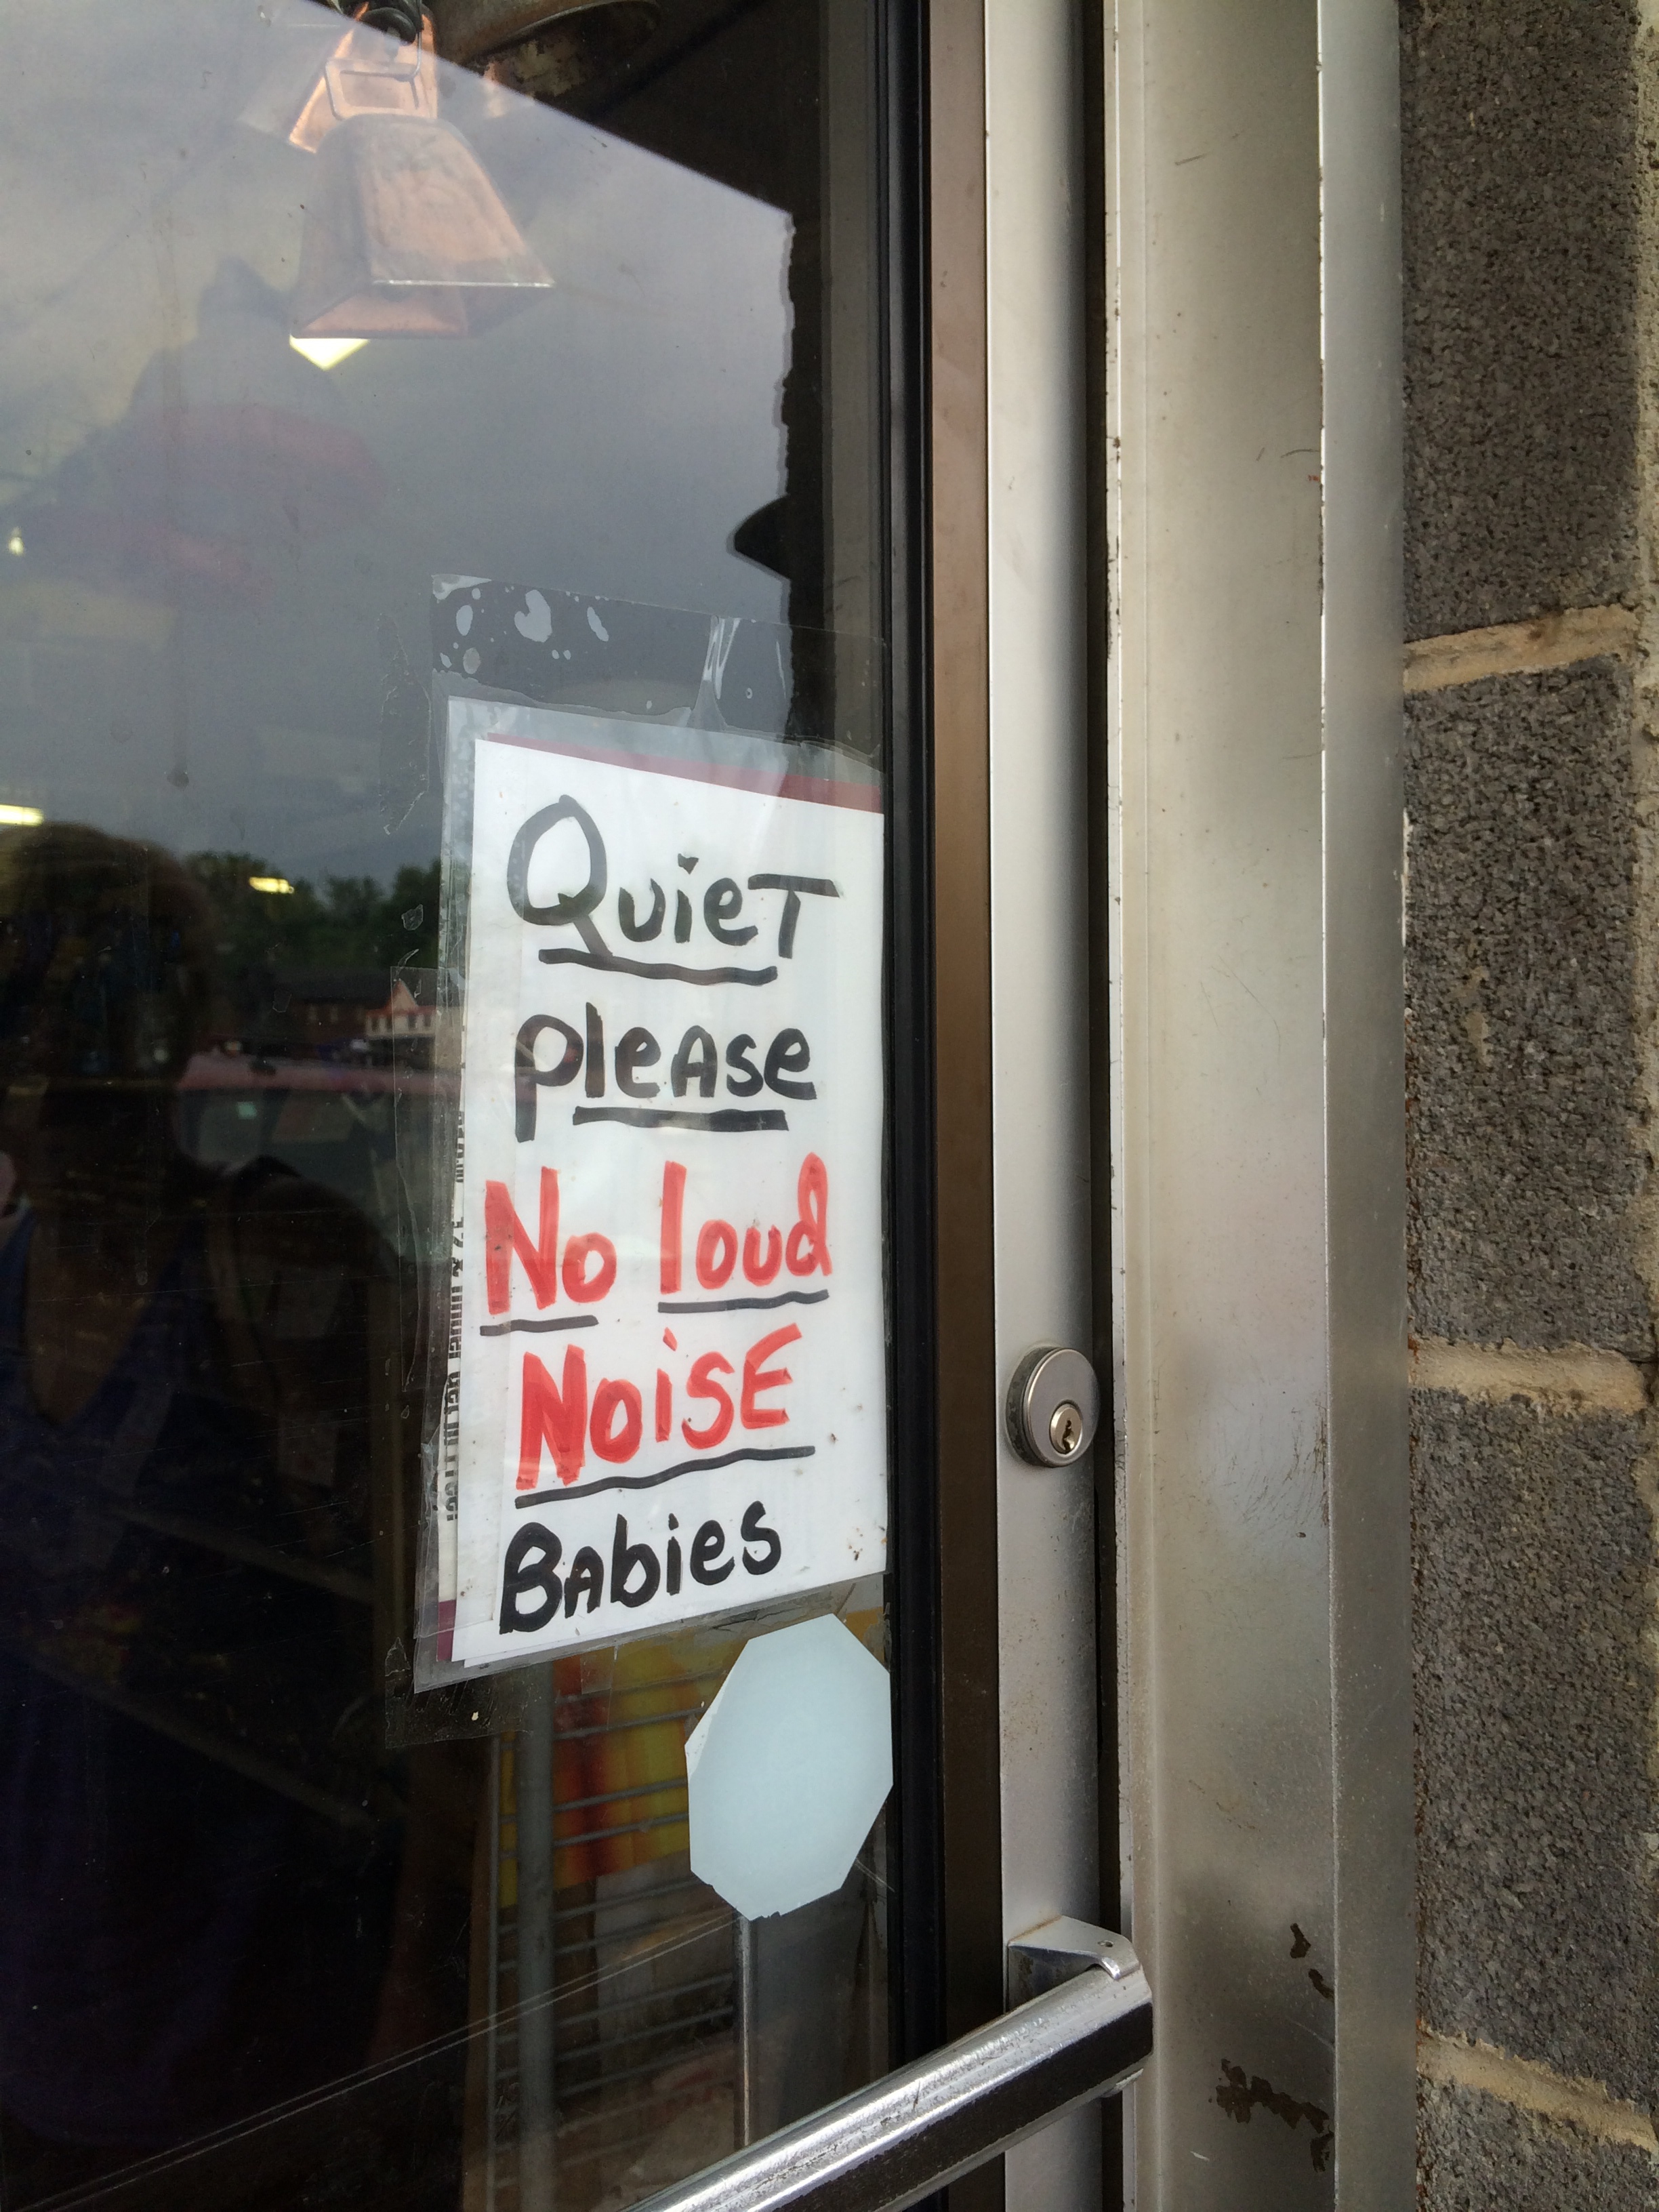 QuieT
pleAse
No loud
NoisE
BAbies